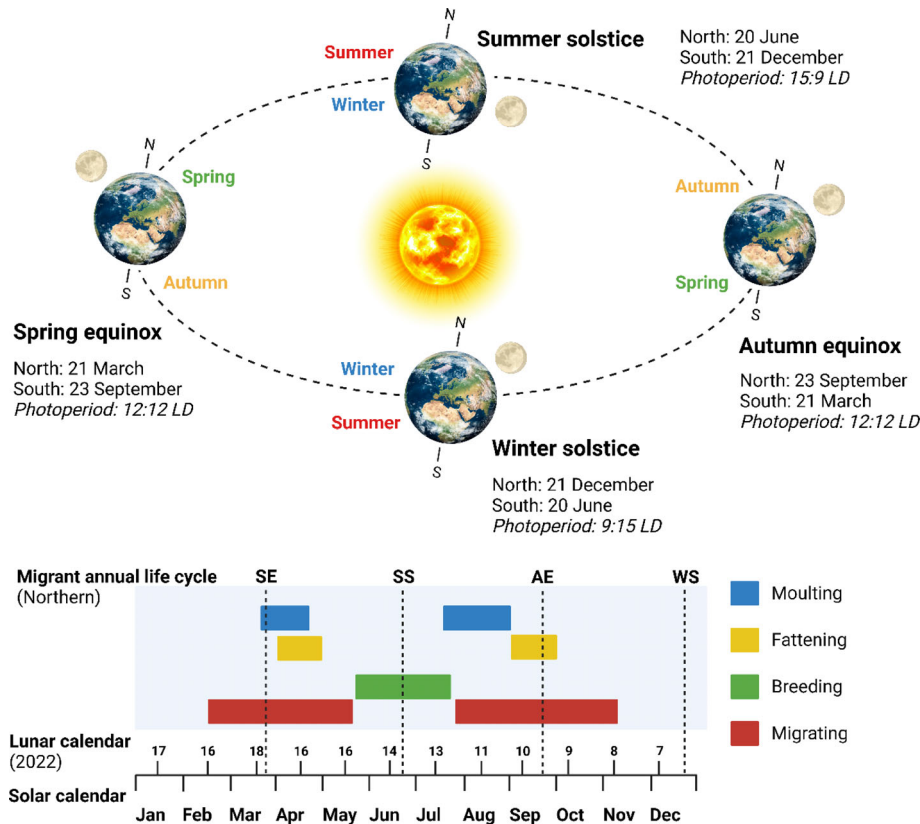 N
Summer solstice
Summer
Winter
S
North: 20 June
South: 21 December
Photoperiod: 15:9 LD
N
Spring
Autumn
S
Spring equinox
North: 21 March
South: 23 September
Photoperiod: 12:12 LD
N
Autumn
Spring
S
Autumn equinox
North: 23 September
South: 21 March
Photoperiod: 12:12 LD
N
Winter
Summer
S
Winter solstice
North: 21 December
South: 20 June
Photoperiod: 9:15 LD
Migrant annual life cycle
(Northern)
SE SS AE WS
Moulting
Fattening
Breeding
Migrating
Lunar calendar
(2022)
17 16 18 16 16 14 13 11 10 9 8 7
Solar calendar
Jan Feb Mar Apr May Jun Jul Aug Sep Oct Nov Dec